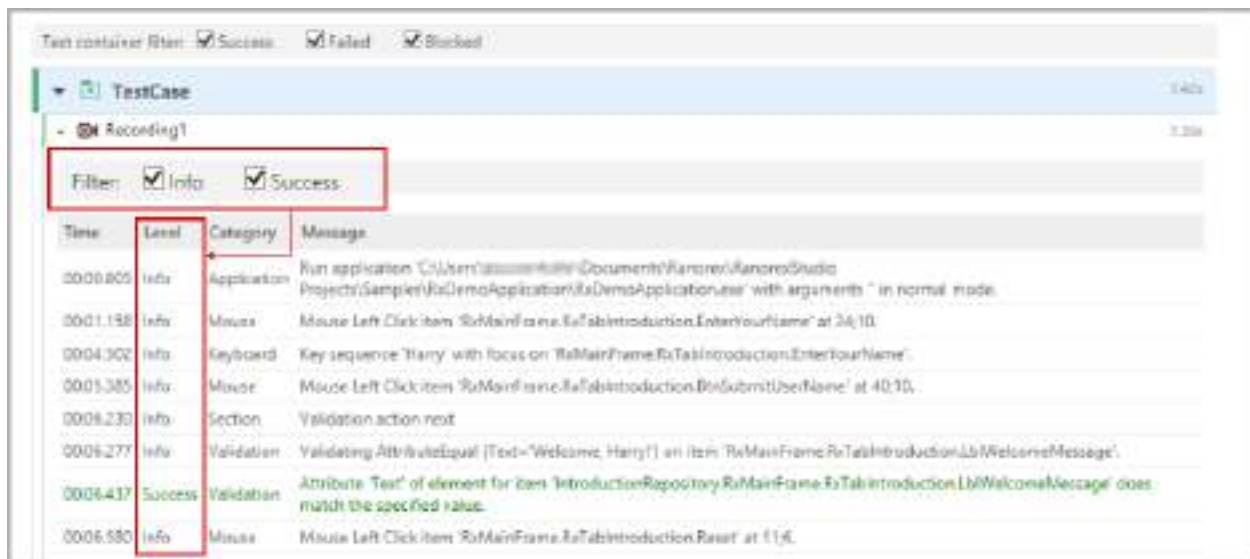 Test container filter: Success Failed Blocked
TestCase
Recording1
Filter: Info Success
Time Level Category Message
00:00.805 Info Application Run application 'C:\Users\ Documents\Ranorex\RanorexStudio
Projects\Samples\RxDemoApplication\RxDemoApplication.exe' with arguments '' in normal mode.
00:01.158 Info Mouse Mouse Left Click item 'RxMainFrame.RxTabIntroduction.EnterYourName' at 24;10.
00:04.302 Info Keyboard Key sequence 'Harry' with focus on 'RxMainFrame.RxTabIntroduction.EnterYourName'.
00:05.385 Info Mouse Mouse Left Click item 'RxMainFrame.RxTabIntroduction.BtnSubmitUserName' at 40;10.
00:06.230 Info Section Validation action next
00:06.277 Info Validation Validating AttributeEqual (Text='Welcome, Harry!') on item 'RxMainFrame.RxTabIntroduction.LblWelcomeMessage'.
00:06.437 Success Validation Attribute 'Text' of element for item 'IntroductionRepository.RxMainFrame.RxTabIntroduction.LblWelcomeMessage' does
match the specified value.
00:06.580 Info Mouse Mouse Left Click item 'RxMainFrame.RxTabIntroduction.Reset' at 11;6.